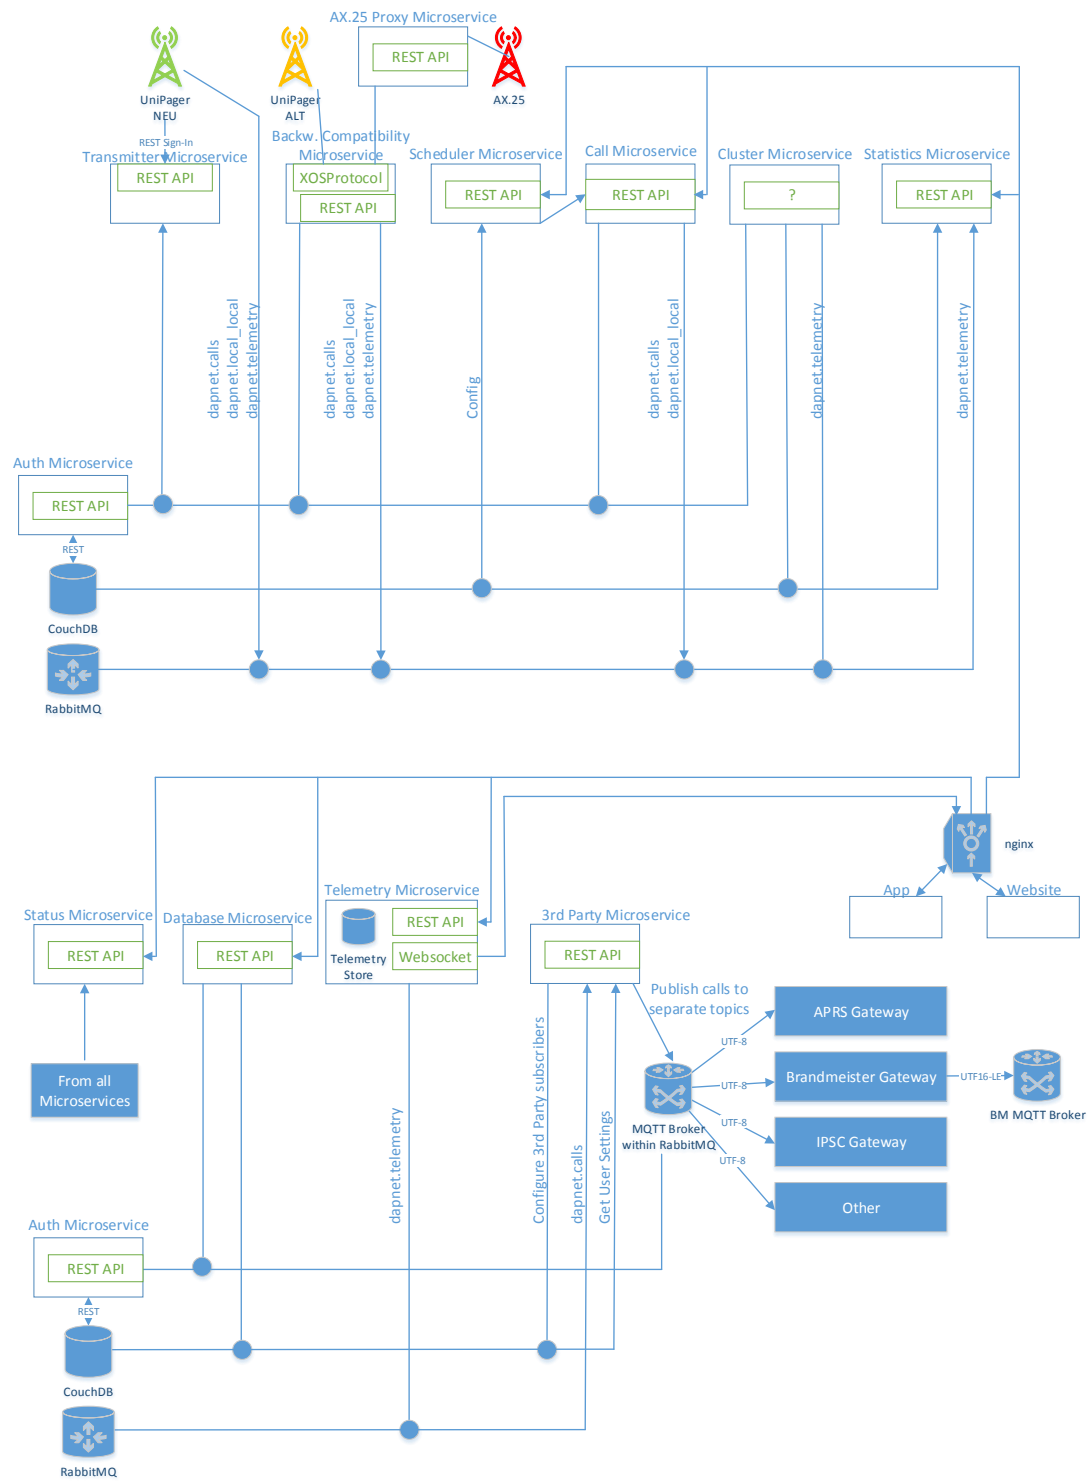 AX.25 Proxy Microservice
REST API
UniPager
NEU
UniPager
ALT
AX.25
REST Sign-In
Transmitter Microservice
REST API
Backw. Compatibility
Microservice
XOSProtocol
REST API
Scheduler Microservice
REST API
Call Microservice
REST API
Cluster Microservice
?
Statistics Microservice
REST API
dapnet.calls
dapnet.local_local
dapnet.telemetry
dapnet.calls
dapnet.local_local
dapnet.telemetry
Config
dapnet.calls
dapnet.local_local
dapnet.telemetry
dapnet.telemetry
Auth Microservice
REST API
REST
CouchDB
RabbitMQ
nginx
App
Website
Status Microservice
REST API
Database Microservice
REST API
Telemetry Microservice
REST API
Websocket
Telemetry
Store
3rd Party Microservice
REST API
Publish calls to
separate topics
From all
Microservices
dapnet.telemetry
Configure 3rd Party subscribers
dapnet.calls
Get User Settings
MQTT Broker
within RabbitMQ
UTF-8
UTF-8
UTF-8
UTF-8
APRS Gateway
Brandmeister Gateway
UTF16-LE
BM MQTT Broker
IPSC Gateway
Other
Auth Microservice
REST API
REST
CouchDB
RabbitMQ